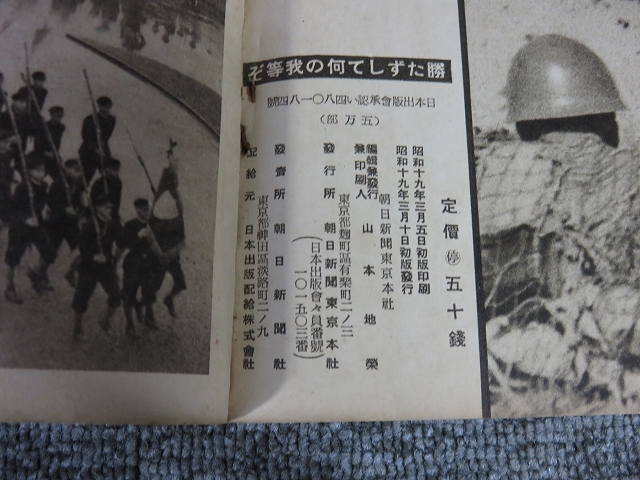 勝たずして何の我等ぞ
日本出版會承認い四八〇一八四號
（五万部）
定價 停 五十錢
昭和十九年三月五日初版印刷
昭和十九年三月十日初版發行
朝日新聞東京本社
編輯兼發行
兼印刷人 山本地榮
東京都麹町區有樂町二ノ三
發行所 朝日新聞東京本社
（日本出版會々員番號
一〇一五〇三番）
發賣所 朝日新聞社
東京都神田區淡路町二ノ九
配給元 日本出版配給株式會社